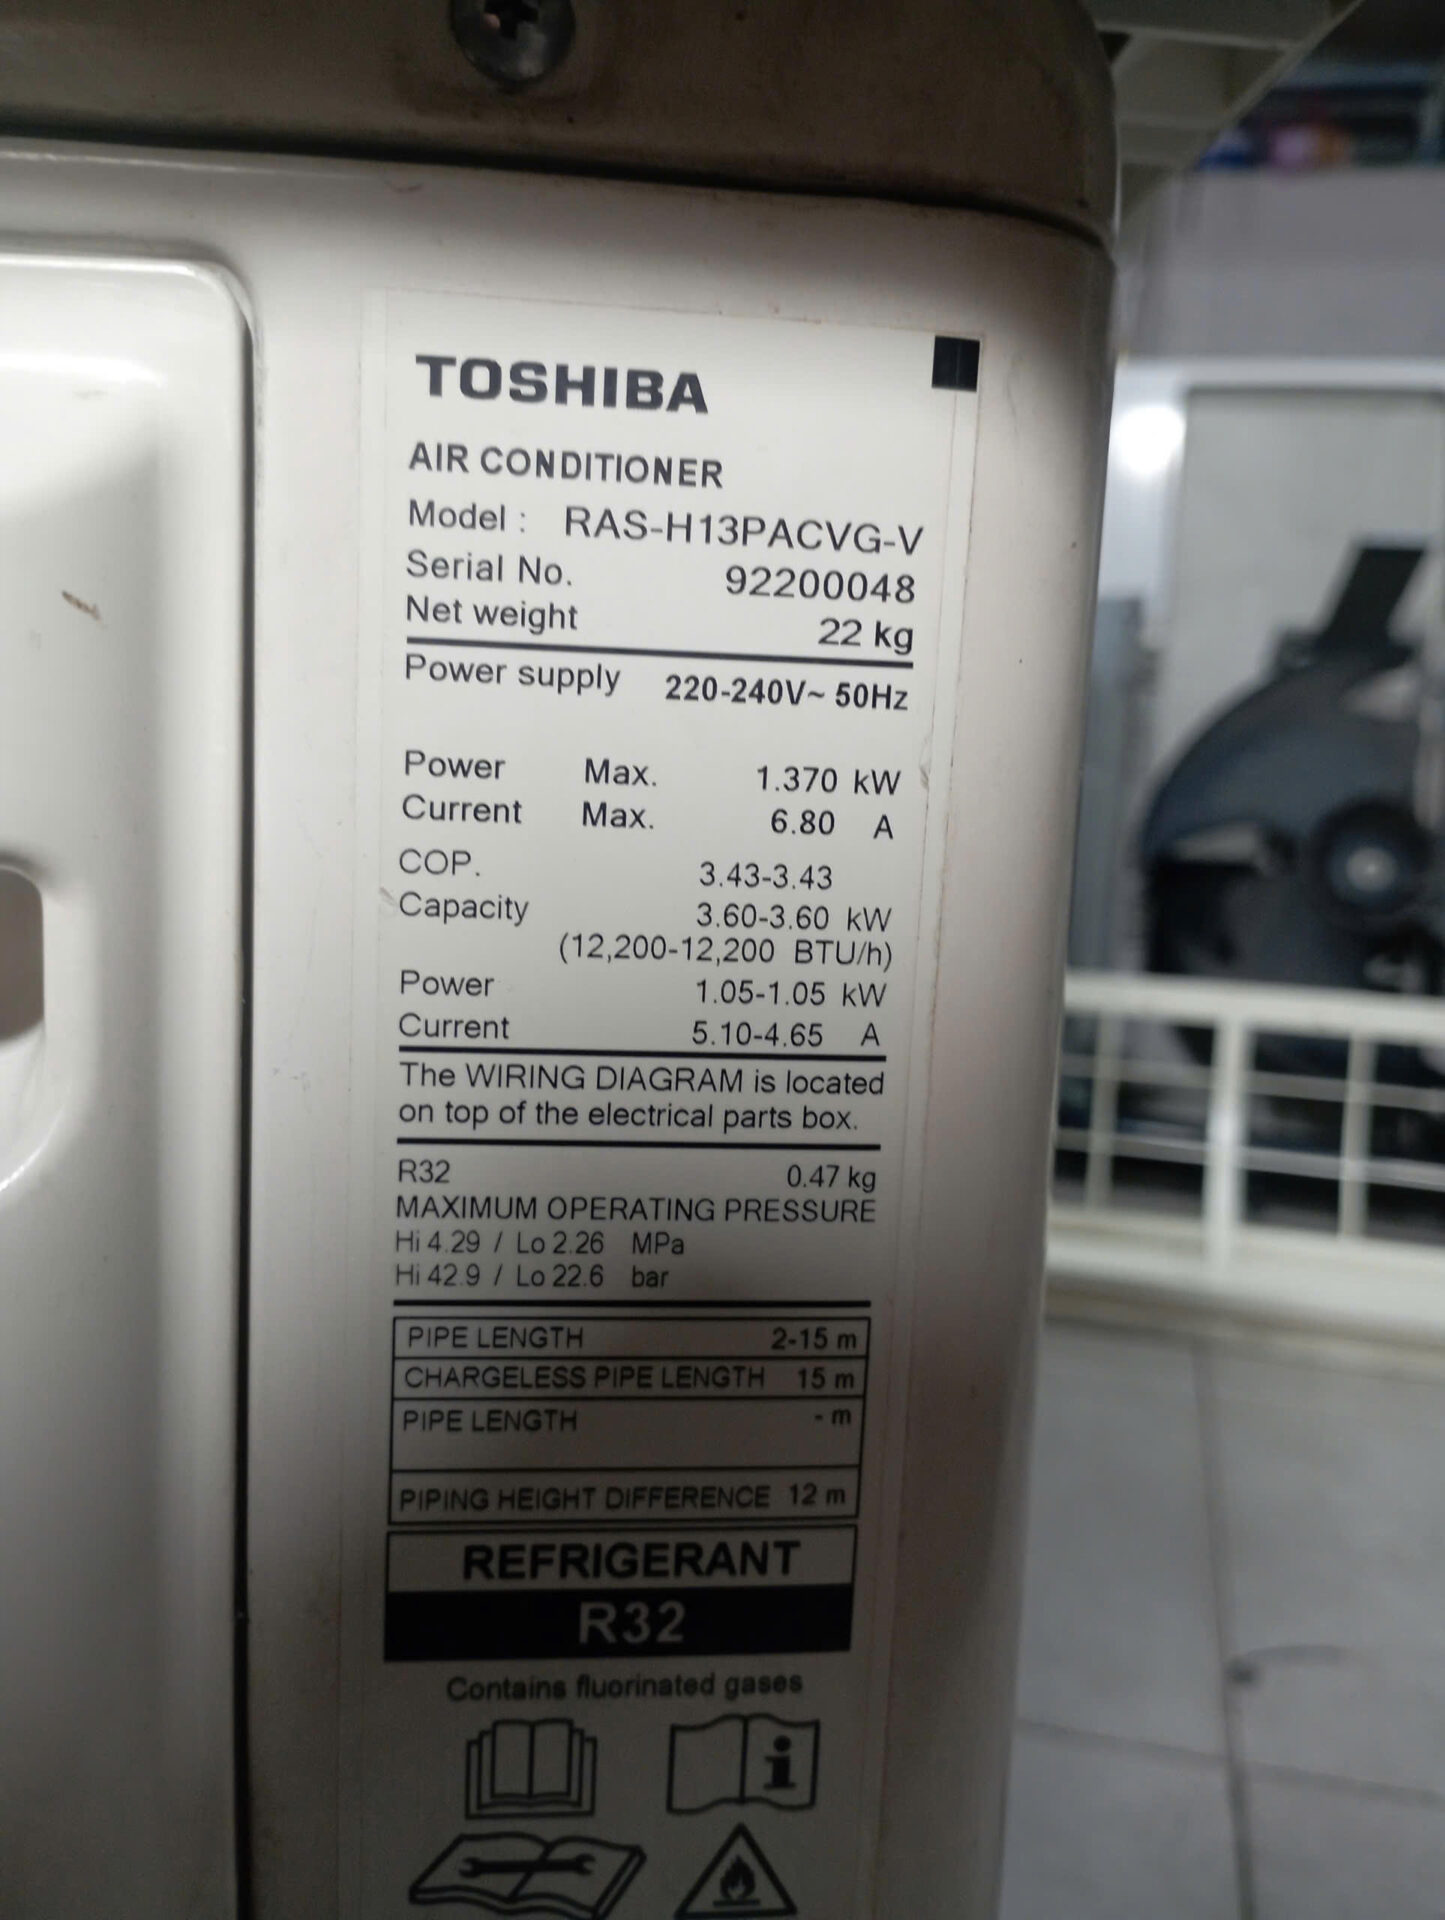 TOSHIBA
AIR CONDITIONER
Model : RAS-H13PACVG-V
Serial No. 92200048
Net weight 22 kg
Power supply 220-240V~ 50Hz
Power Max. 1.370 kW
Current Max. 6.80 A
COP. 3.43-3.43
Capacity 3.60-3.60 kW
(12,200-12,200 BTU/h)
Power 1.05-1.05 kW
Current 5.10-4.65 A
The WIRING DIAGRAM is located
on top of the electrical parts box.
R32 0.47 kg
MAXIMUM OPERATING PRESSURE
Hi 4.29 / Lo 2.26 MPa
Hi 42.9 / Lo 22.6 bar
PIPE LENGTH 2-15 m
CHARGELESS PIPE LENGTH 15 m
PIPE LENGTH - m
PIPING HEIGHT DIFFERENCE 12 m
REFRIGERANT
R32
Contains fluorinated gases
i